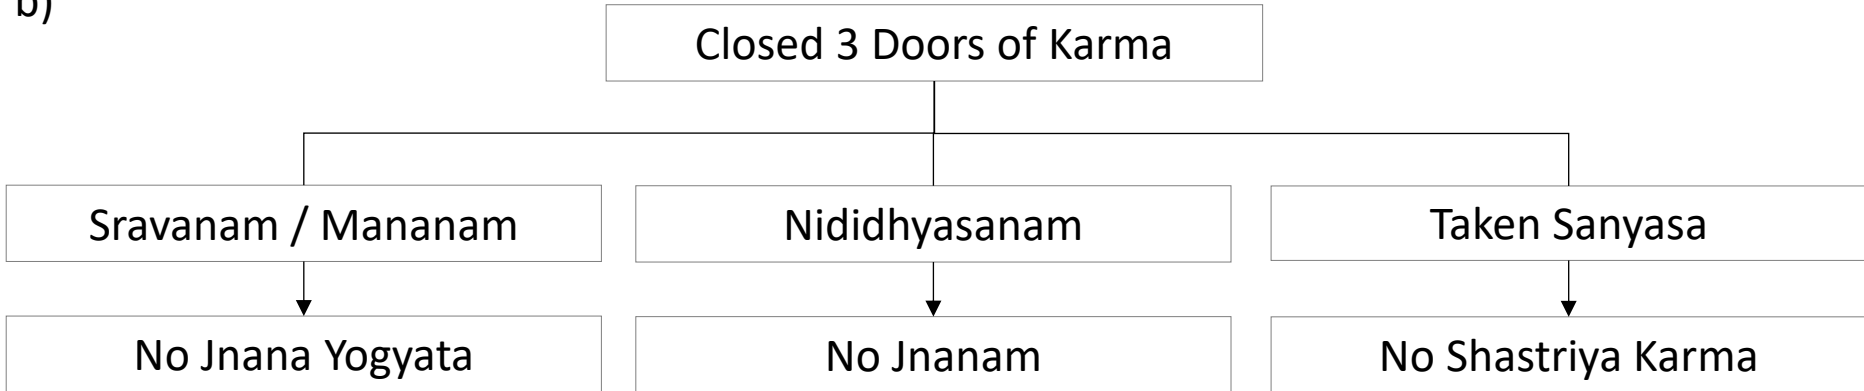 b)
Closed 3 Doors of Karma
Sravanam / Mananam
Nididhyasanam
Taken Sanyasa
No Jnana Yogyata
No Jnanam
No Shastriya Karma